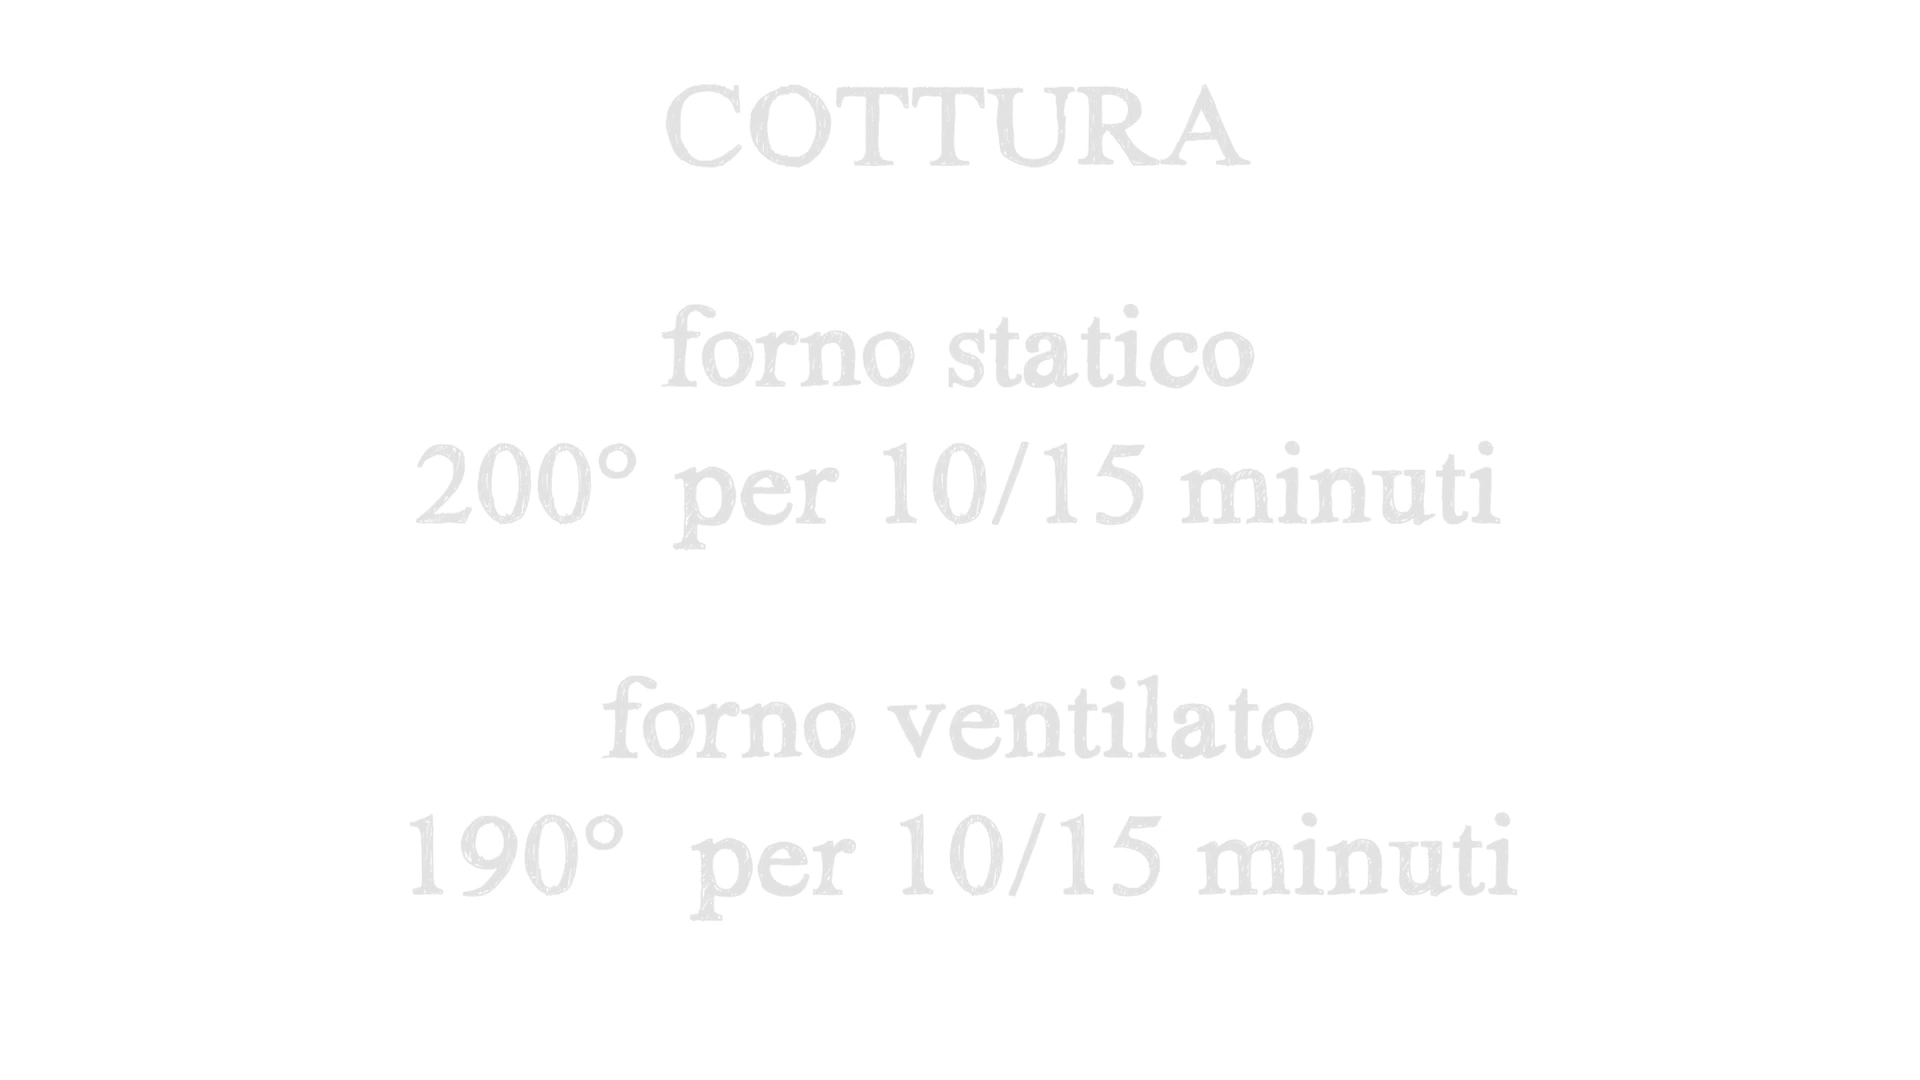 COTTURA
forno statico
200° per 10/15 minuti
forno ventilato
190° per 10/15 minuti